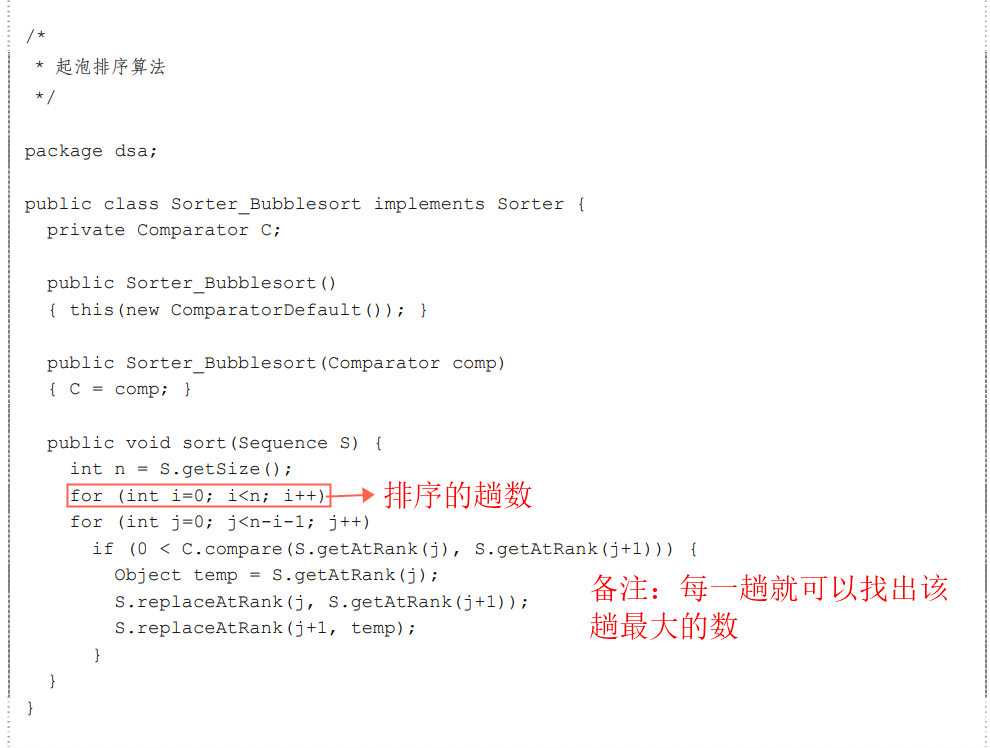 /*
 * 起泡排序算法
 */
package dsa;
public class Sorter_Bubblesort implements Sorter {
  private Comparator C;
  public Sorter_Bubblesort()
  { this(new ComparatorDefault()); }
  public Sorter_Bubblesort(Comparator comp)
  { C = comp; }
  public void sort(Sequence S) {
    int n = S.getSize();
    for (int i=0; i<n; i++) 排序的趟数
    for (int j=0; j<n-i-1; j++)
      if (0 < C.compare(S.getAtRank(j), S.getAtRank(j+1))) {
        Object temp = S.getAtRank(j);
        S.replaceAtRank(j, S.getAtRank(j+1));
        S.replaceAtRank(j+1, temp);
      }
  }
}
备注：每一趟就可以找出该
趟最大的数